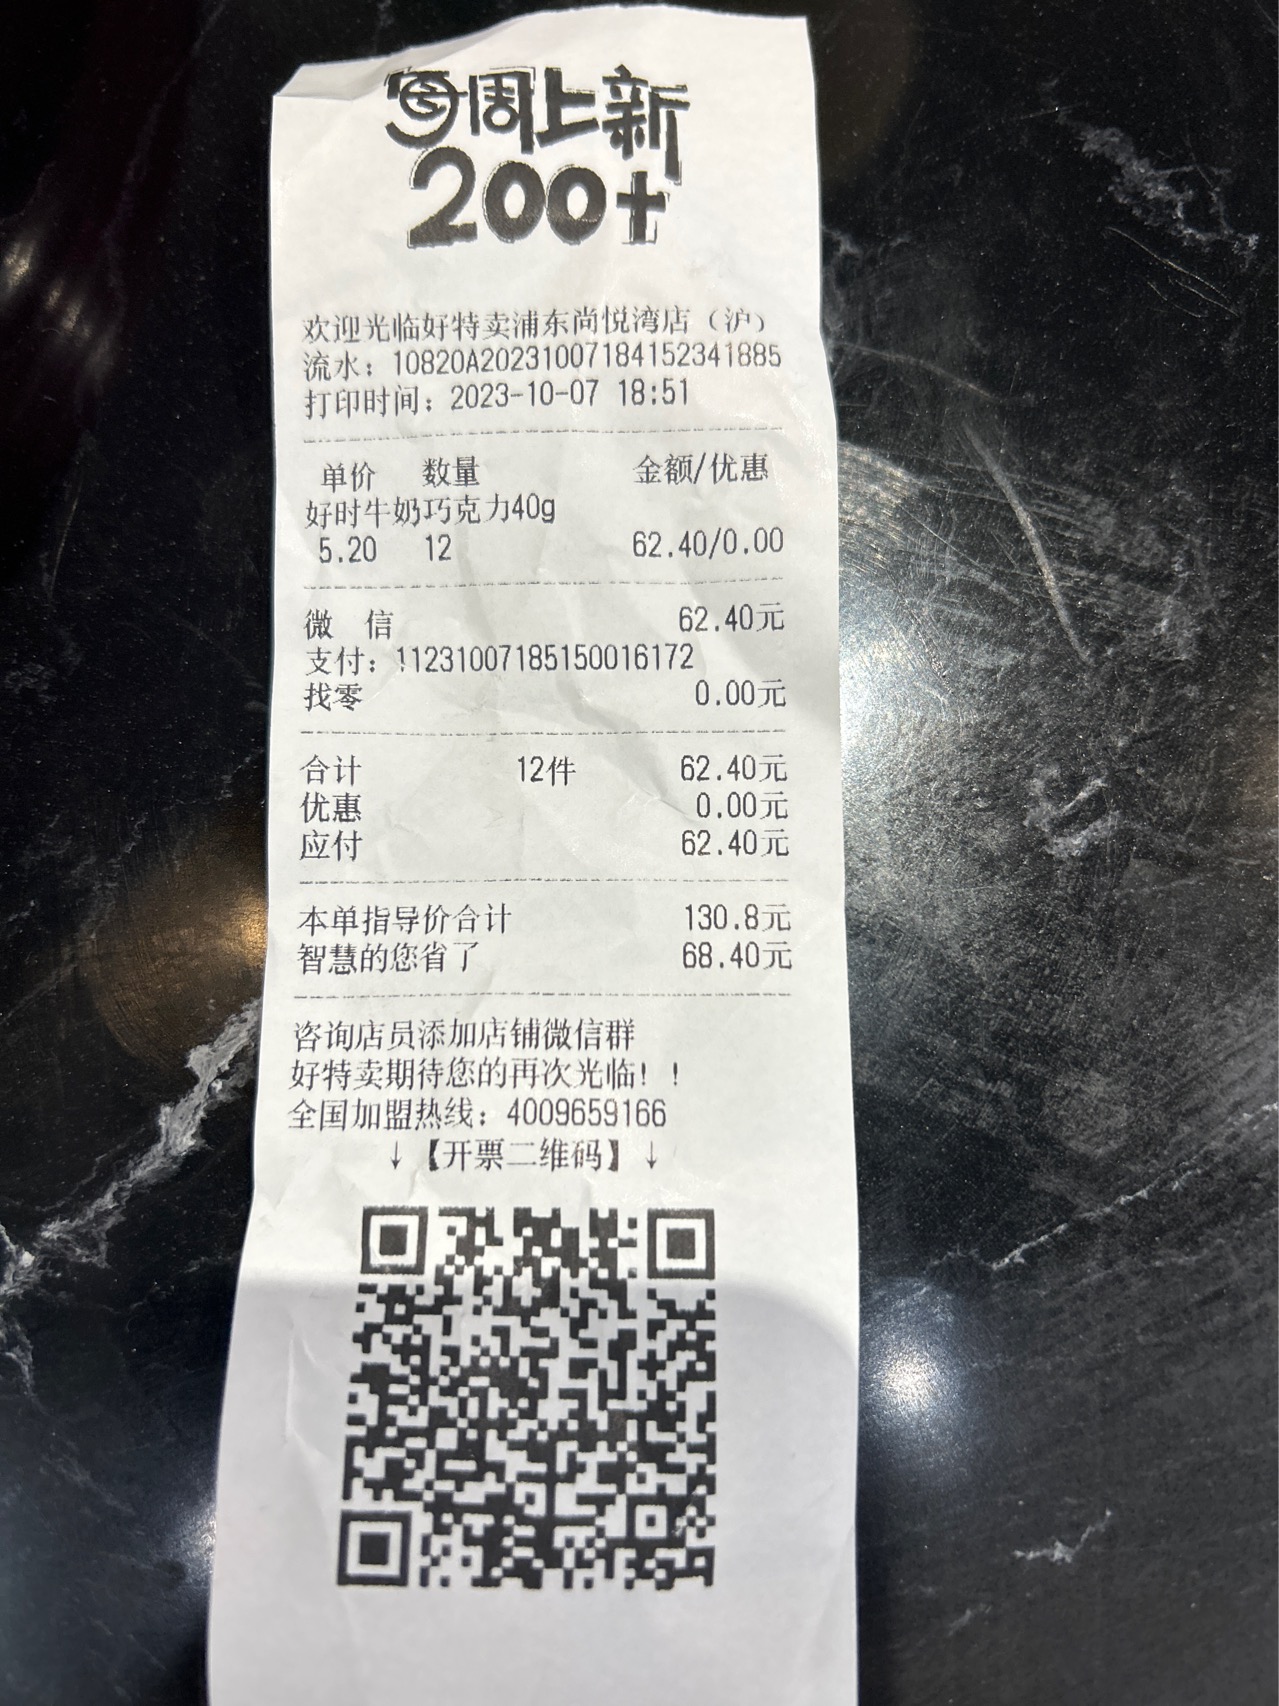 每周上新
200+
欢迎光临好特卖浦东尚悦湾店（沪）
流水：10820A20231007184152341885
打印时间：2023-10-07 18:51
单价 数量 金额/优惠
好时牛奶巧克力40g
5.20 12 62.40/0.00
微 信 62.40元
支付：11231007185150016172
找零 0.00元
合计 12件 62.40元
优惠 0.00元
应付 62.40元
本单指导价合计 130.8元
智慧的您省了 68.40元
咨询店员添加店铺微信群
好特卖期待您的再次光临！！
全国加盟热线：4009659166
↓【开票二维码】↓